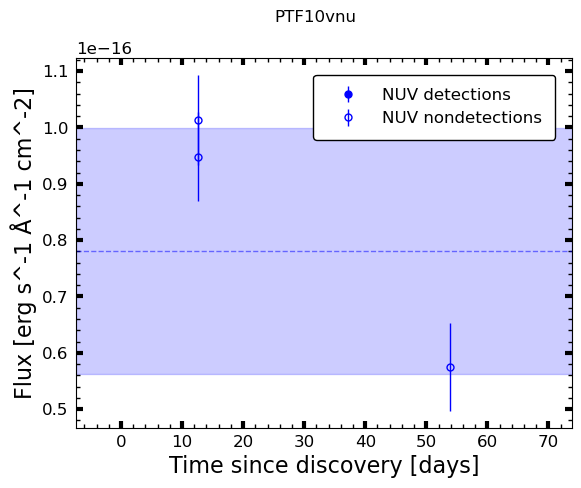 PTF10vnu
1e−16
NUV detections
NUV nondetections
1.1
1.0
0.9
0.8
0.7
0.6
0.5
Flux [erg s^-1 Å^-1 cm^-2]
0 10 20 30 40 50 60 70
Time since discovery [days]